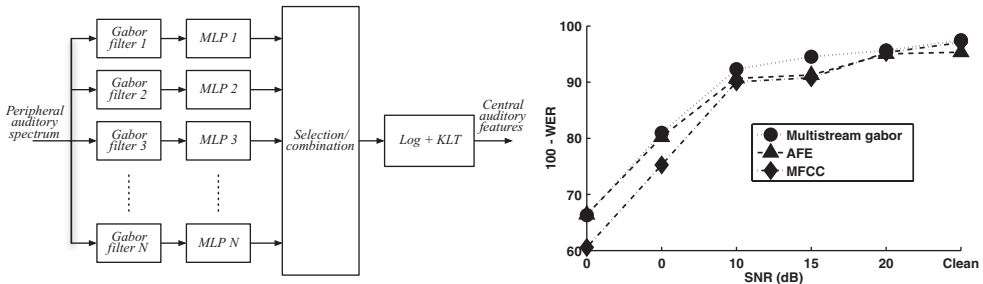 Peripheral
auditory
spectrum
Gabor
filter 1
MLP 1
Gabor
filter 2
MLP 2
Gabor
filter 3
MLP 3
Gabor
filter N
MLP N
Selection/
combination
Log + KLT
Central
auditory
features
100 - WER
100
95
90
80
70
60
Multistream gabor
AFE
MFCC
0
0
10
15
20
Clean
SNR (dB)